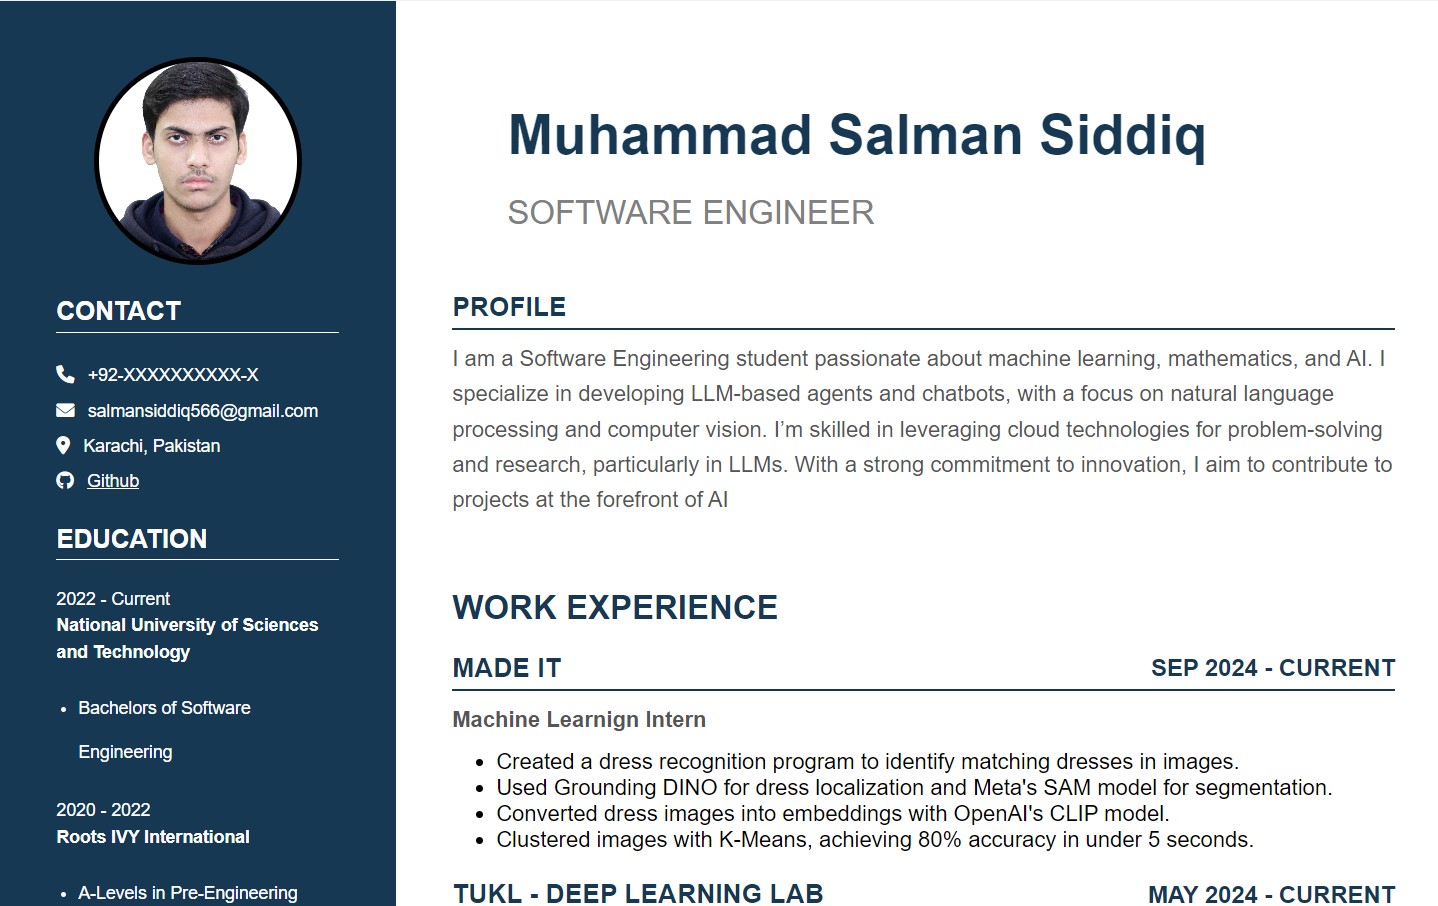 Muhammad Salman Siddiq
SOFTWARE ENGINEER
CONTACT
+92-XXXXXXXXXX-X
salmansiddiq566@gmail.com
Karachi, Pakistan
Github
EDUCATION
2022 - Current
National University of Sciences
and Technology
• Bachelors of Software
Engineering
2020 - 2022
Roots IVY International
• A-Levels in Pre-Engineering
PROFILE
I am a Software Engineering student passionate about machine learning, mathematics, and AI. I
specialize in developing LLM-based agents and chatbots, with a focus on natural language
processing and computer vision. I’m skilled in leveraging cloud technologies for problem-solving
and research, particularly in LLMs. With a strong commitment to innovation, I aim to contribute to
projects at the forefront of AI
WORK EXPERIENCE
MADE IT SEP 2024 - CURRENT
Machine Learnign Intern
• Created a dress recognition program to identify matching dresses in images.
• Used Grounding DINO for dress localization and Meta's SAM model for segmentation.
• Converted dress images into embeddings with OpenAI's CLIP model.
• Clustered images with K-Means, achieving 80% accuracy in under 5 seconds.
TUKL - DEEP LEARNING LAB MAY 2024 - CURRENT